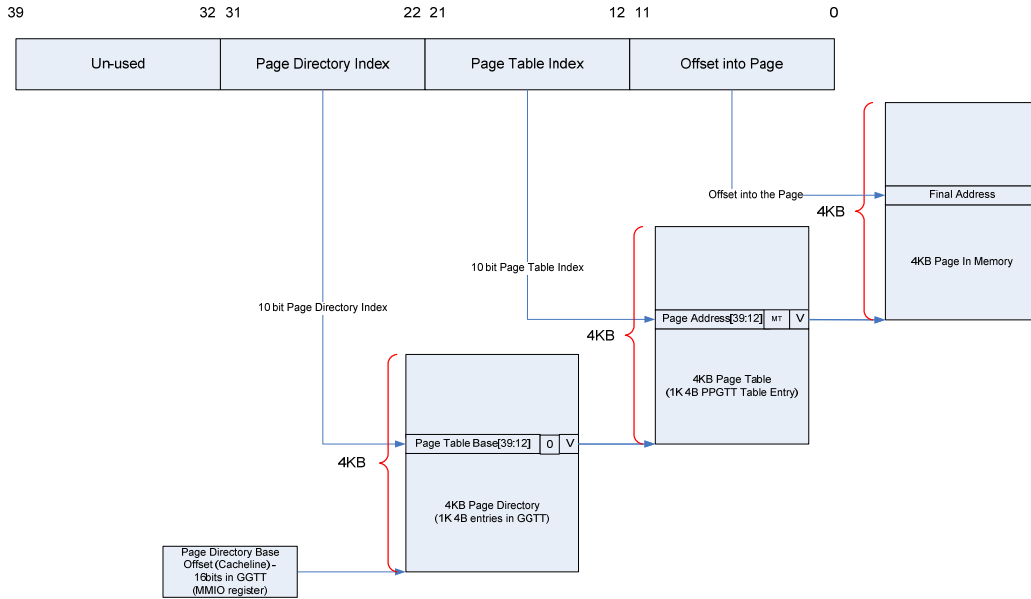 39 32 31 22 21 12 11 0
Un-used Page Directory Index Page Table Index Offset into Page
Offset into the Page
Final Address
4KB
4KB Page In Memory
10 bit Page Table Index
10 bit Page Directory Index
Page Address[39:12] MT V
4KB
4KB Page Table
(1K 4B PPGTT Table Entry)
Page Table Base[39:12] 0 V
4KB
4KB Page Directory
(1K 4B entries in GGTT)
Page Directory Base
Offset (Cacheline) -
16bits in GGTT
(MMIO register)